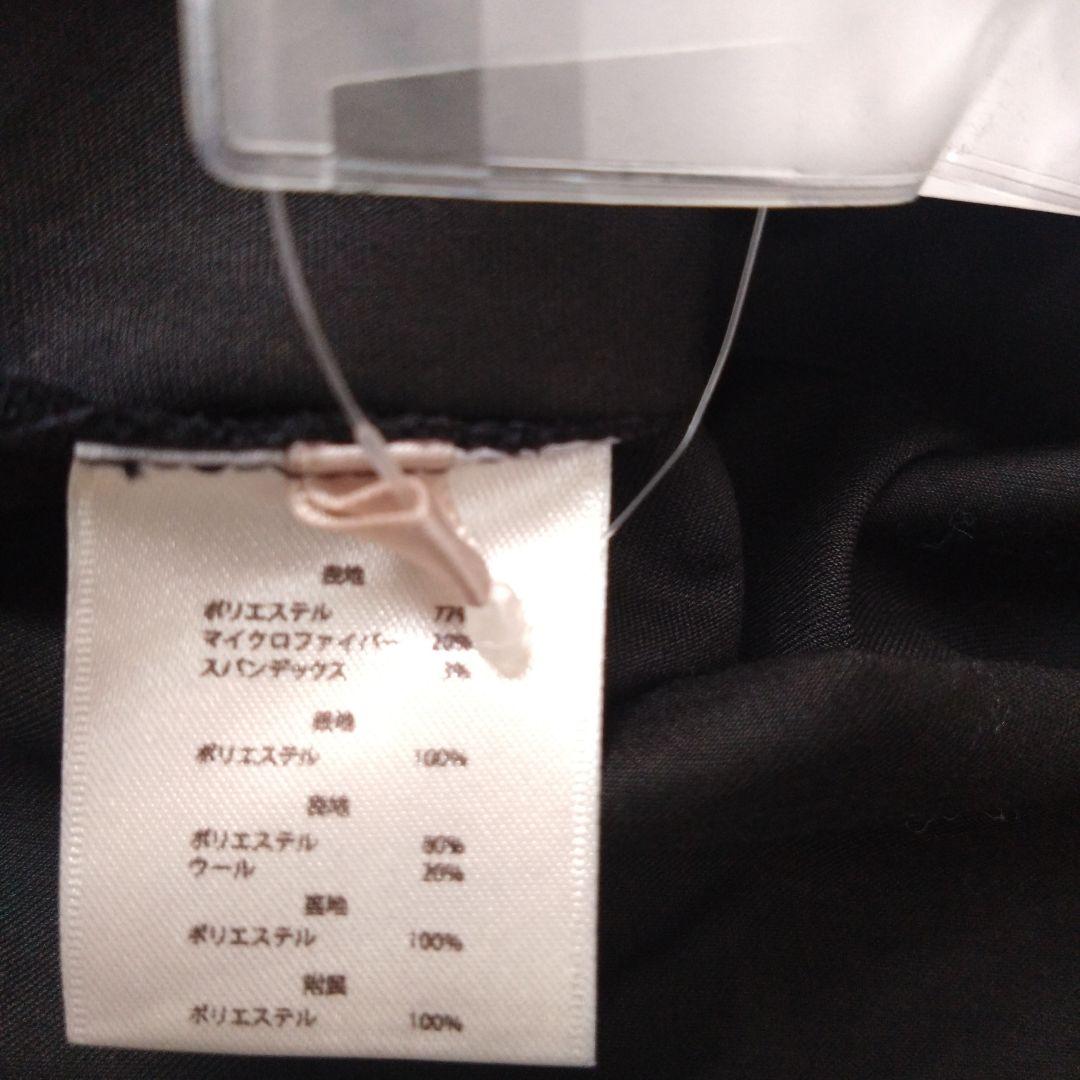 表地
ポリエステル 77%
マイクロファイバー 20%
スパンデックス 3%
裏地
ポリエステル 100%
表地
ポリエステル 80%
ウール 20%
裏地
ポリエステル 100%
附属
ポリエステル 100%